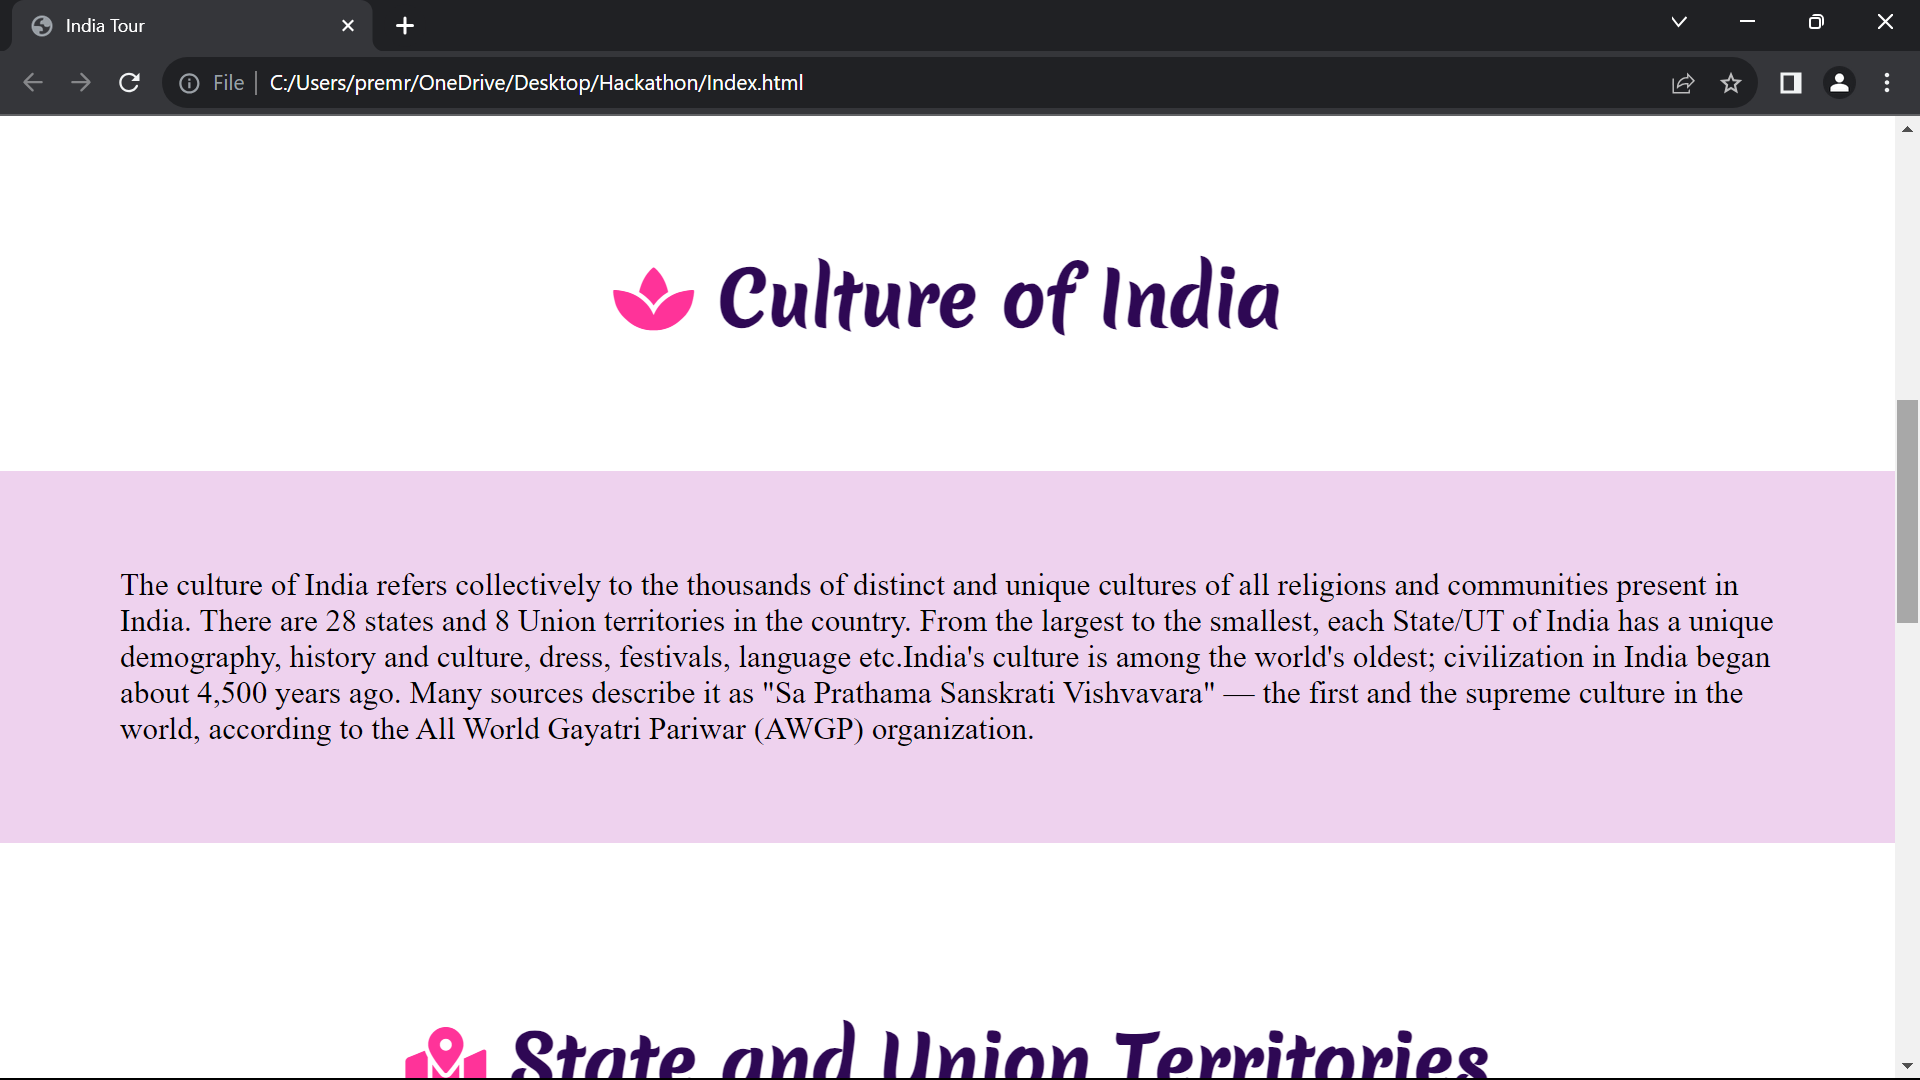 India Tour
File
C:/Users/premr/OneDrive/Desktop/Hackathon/Index.html
Culture of India
The culture of India refers collectively to the thousands of distinct and unique cultures of all religions and communities present in
India. There are 28 states and 8 Union territories in the country. From the largest to the smallest, each State/UT of India has a unique
demography, history and culture, dress, festivals, language etc.India's culture is among the world's oldest; civilization in India began
about 4,500 years ago. Many sources describe it as "Sa Prathama Sanskrati Vishvavara" — the first and the supreme culture in the
world, according to the All World Gayatri Pariwar (AWGP) organization.
State and Union Territories